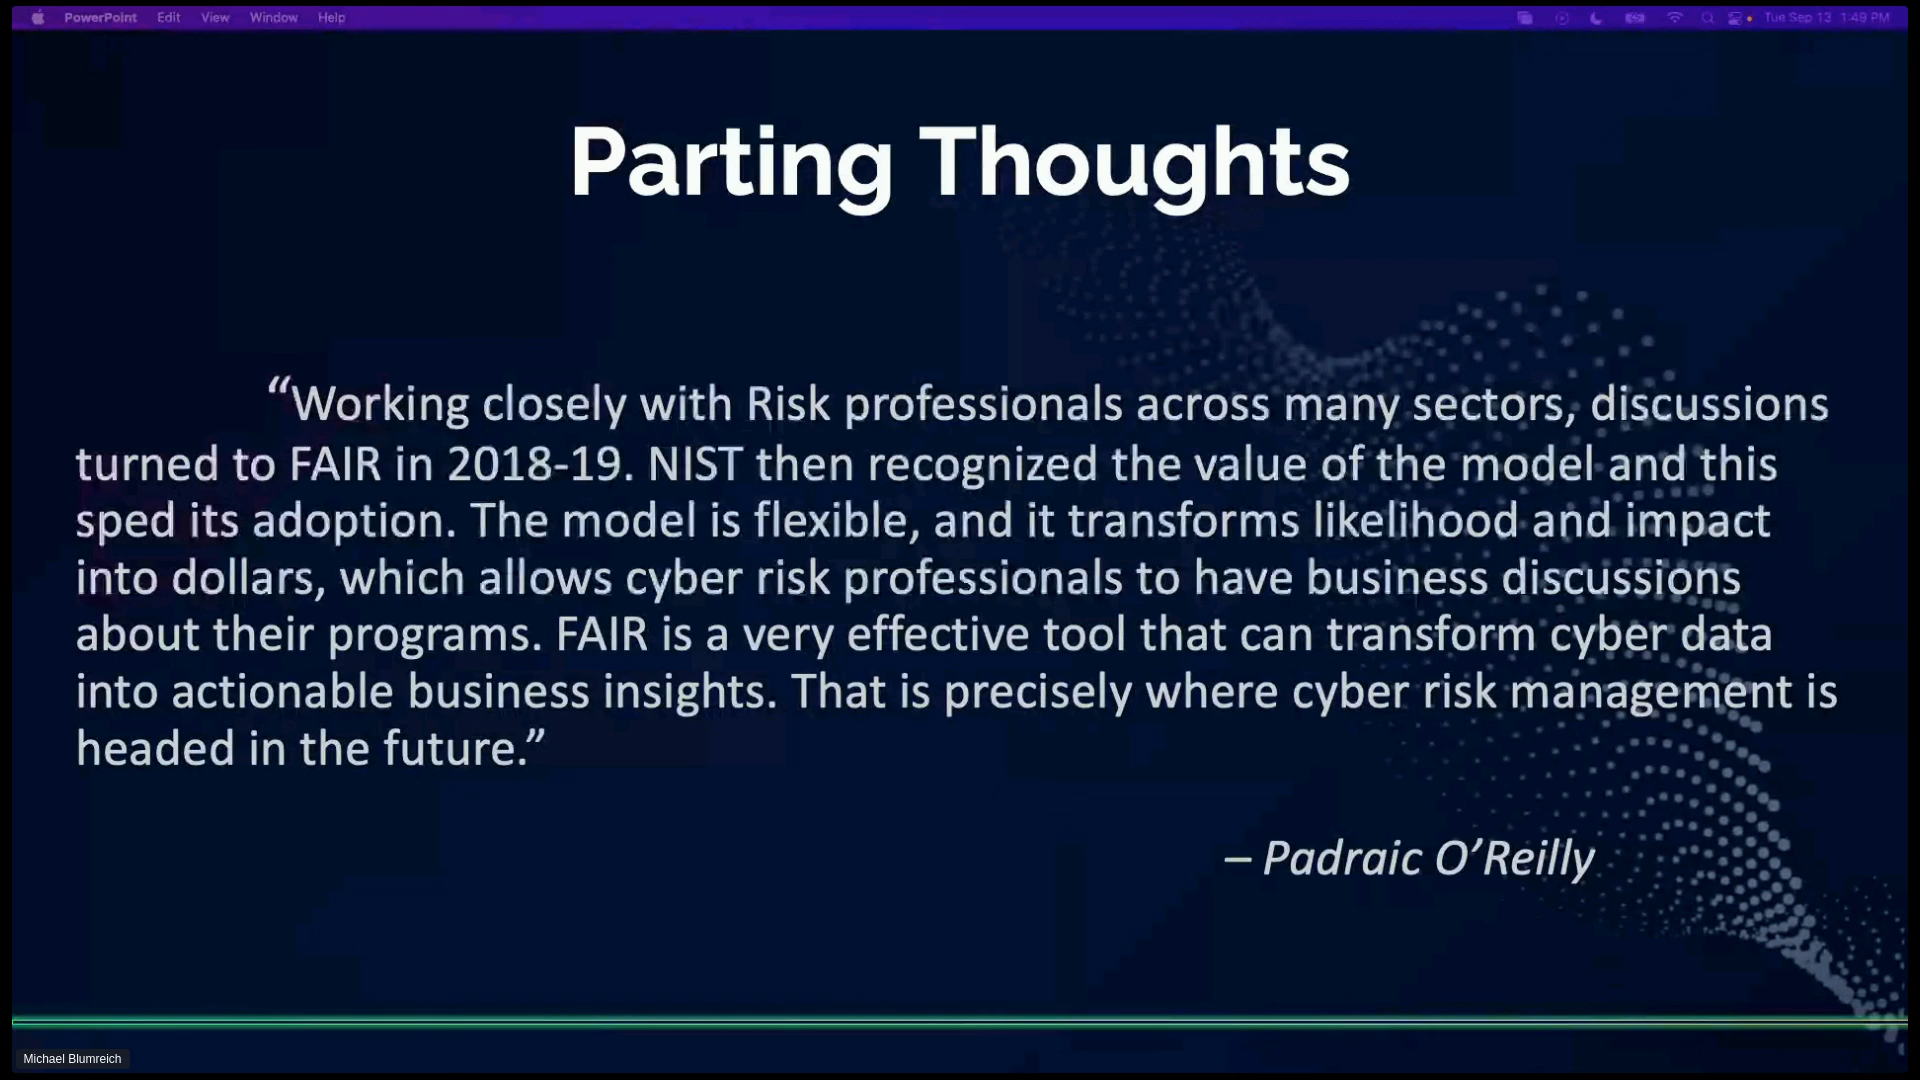 PowerPoint Edit View Window Help Tue Sep 13 1:49 PM
Parting Thoughts
“Working closely with Risk professionals across many sectors, discussions
turned to FAIR in 2018-19. NIST then recognized the value of the model and this
sped its adoption. The model is flexible, and it transforms likelihood and impact
into dollars, which allows cyber risk professionals to have business discussions
about their programs. FAIR is a very effective tool that can transform cyber data
into actionable business insights. That is precisely where cyber risk management is
headed in the future.”
– Padraic O’Reilly
Michael Blumreich